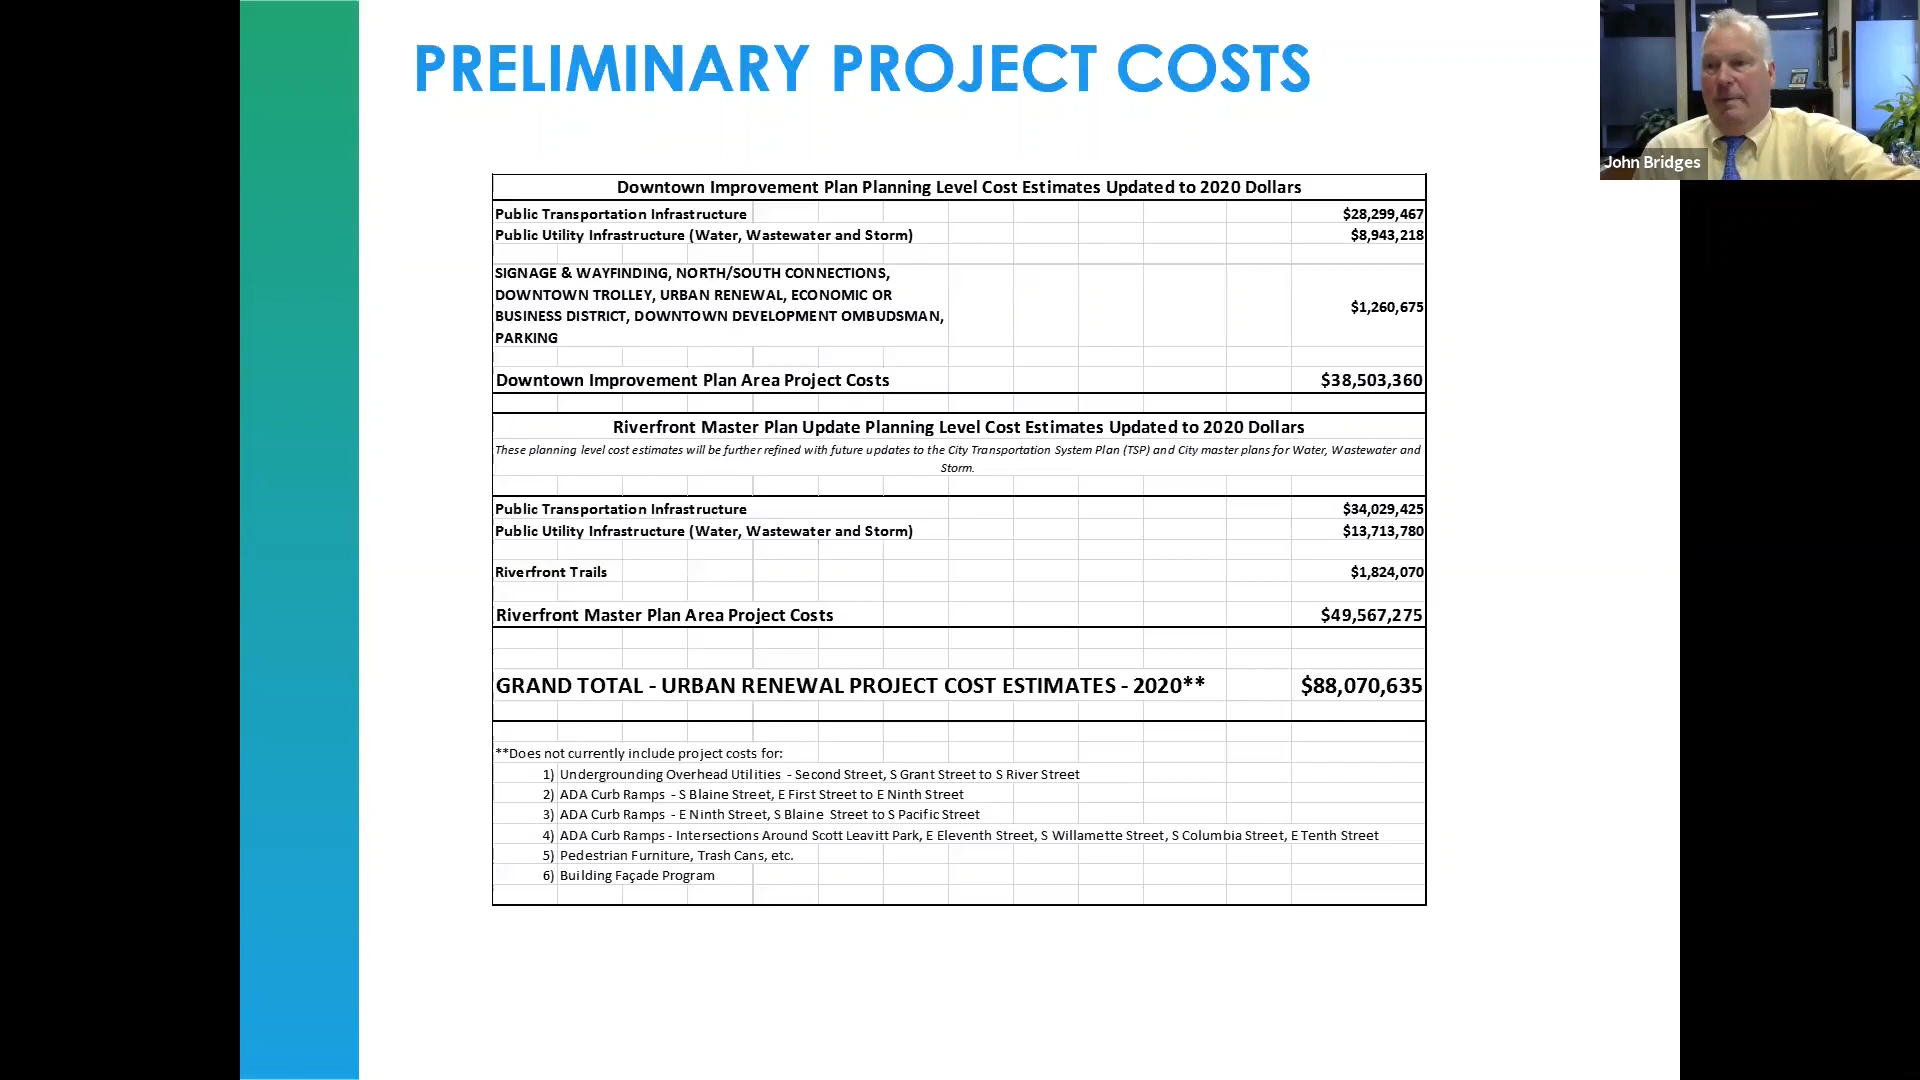 PRELIMINARY PROJECT COSTS
John Bridges
Downtown Improvement Plan Planning Level Cost Estimates Updated to 2020 Dollars
Public Transportation Infrastructure $28,299,467
Public Utility Infrastructure (Water, Wastewater and Storm) $8,943,218
SIGNAGE & WAYFINDING, NORTH/SOUTH CONNECTIONS,
DOWNTOWN TROLLEY, URBAN RENEWAL, ECONOMIC OR
BUSINESS DISTRICT, DOWNTOWN DEVELOPMENT OMBUDSMAN,
PARKING
$1,260,675
Downtown Improvement Plan Area Project Costs $38,503,360
Riverfront Master Plan Update Planning Level Cost Estimates Updated to 2020 Dollars
These planning level cost estimates will be further refined with future updates to the City Transportation System Plan (TSP) and City master plans for Water, Wastewater and
Storm.
Public Transportation Infrastructure $34,029,425
Public Utility Infrastructure (Water, Wastewater and Storm) $13,713,780
Riverfront Trails $1,824,070
Riverfront Master Plan Area Project Costs $49,567,275
GRAND TOTAL - URBAN RENEWAL PROJECT COST ESTIMATES - 2020** $88,070,635
**Does not currently include project costs for:
1) Undergrounding Overhead Utilities - Second Street, S Grant Street to S River Street
2) ADA Curb Ramps - S Blaine Street, E First Street to E Ninth Street
3) ADA Curb Ramps - E Ninth Street, S Blaine Street to S Pacific Street
4) ADA Curb Ramps - Intersections Around Scott Leavitt Park, E Eleventh Street, S Willamette Street, S Columbia Street, E Tenth Street
5) Pedestrian Furniture, Trash Cans, etc.
6) Building Façade Program